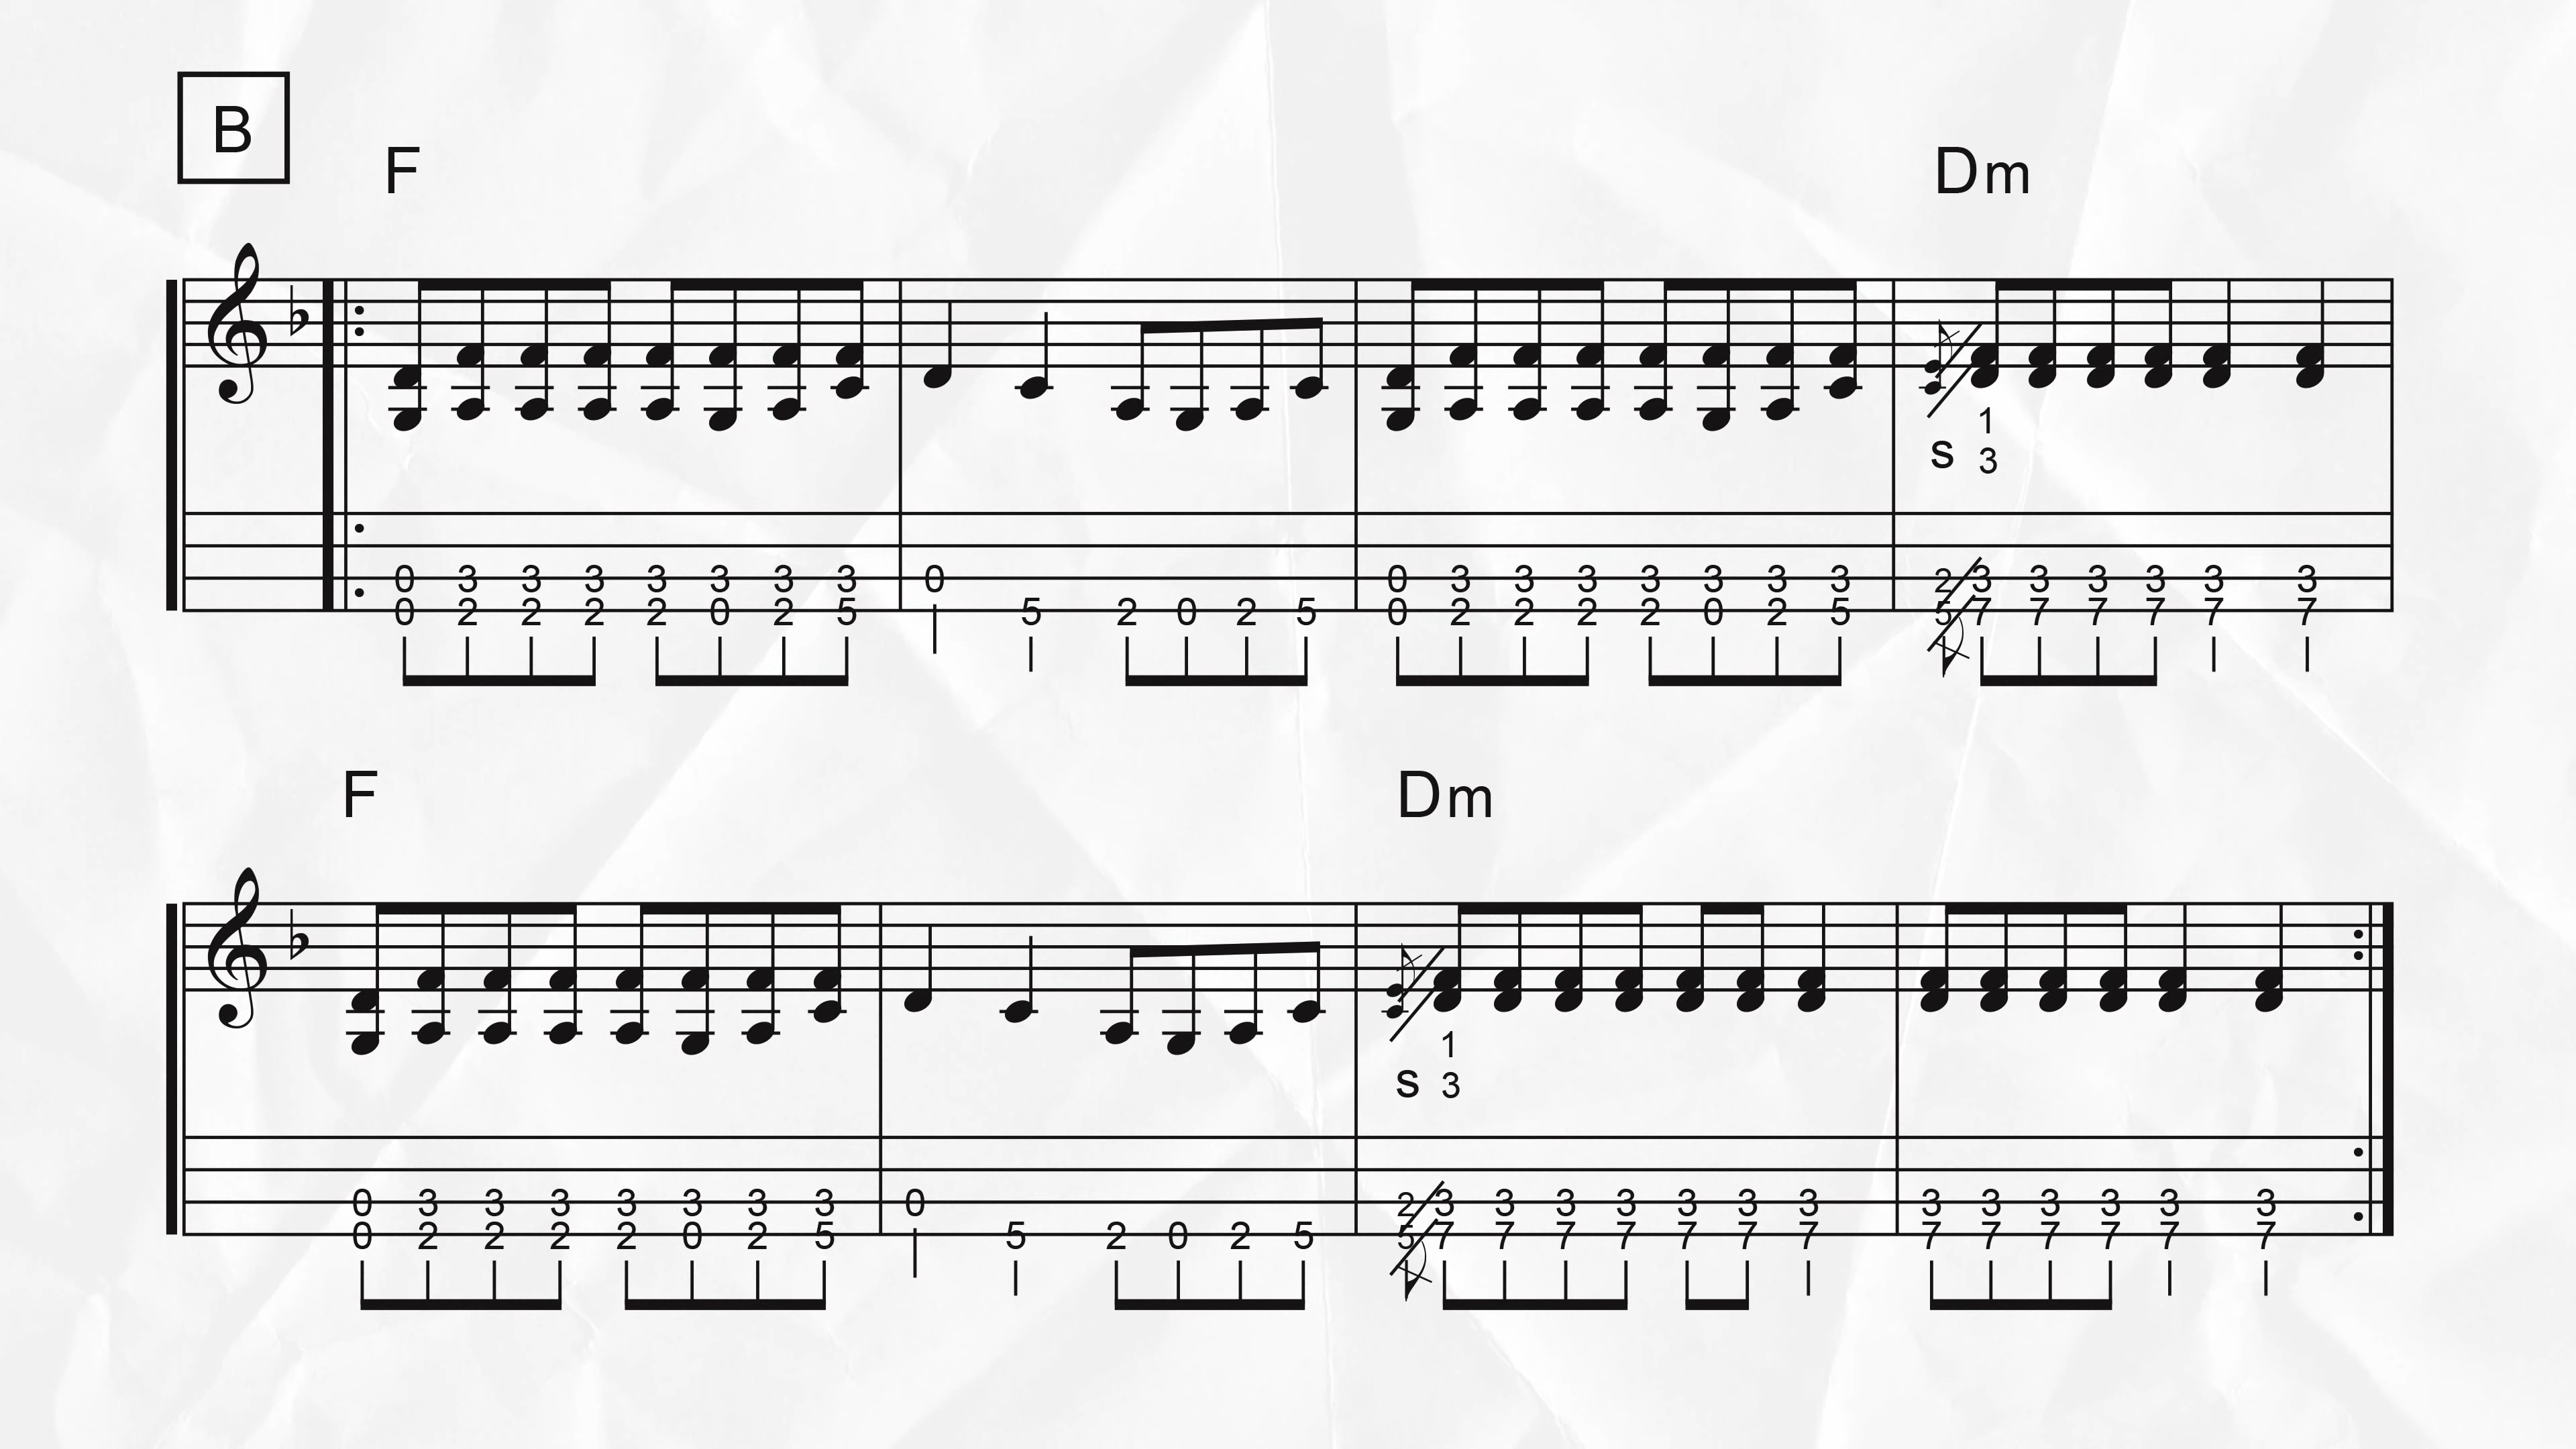 B
F Dm
1
s 3
0 3 3 3 3 3 3 3 0 0 3 3 3 3 3 3 3 2 3 3 3 3 3 3
0 2 2 2 2 0 2 5 5 2 0 2 5 0 2 2 2 2 0 2 5 5 7 7 7 7 7 7
F Dm
1
s 3
0 3 3 3 3 3 3 3 0 2 3 3 3 3 3 3 3 3 3 3 3 3 3
0 2 2 2 2 0 2 5 5 2 0 2 5 5 7 7 7 7 7 7 7 7 7 7 7 7 7